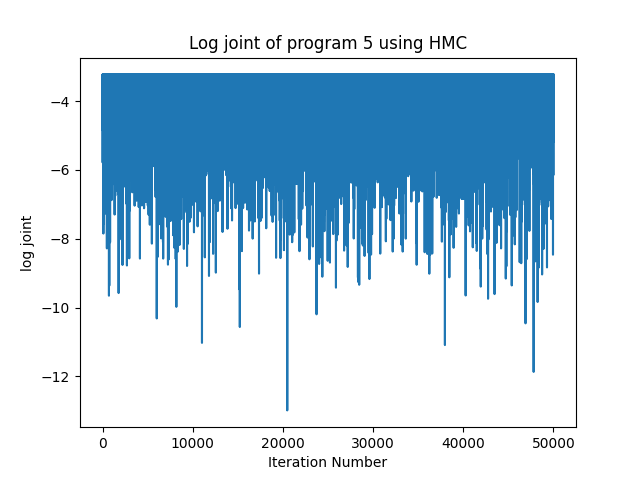 Log joint of program 5 using HMC
−4
−6
−8
−10
−12
log joint
0 10000 20000 30000 40000 50000
Iteration Number